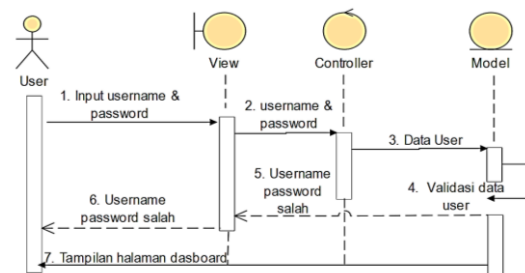 User
View
Controller
Model
1. Input username &
password
2. username &
password
3. Data User
4. Validasi data
user
5. Username
password
salah
6. Username
password salah
7. Tampilan halaman dasboard